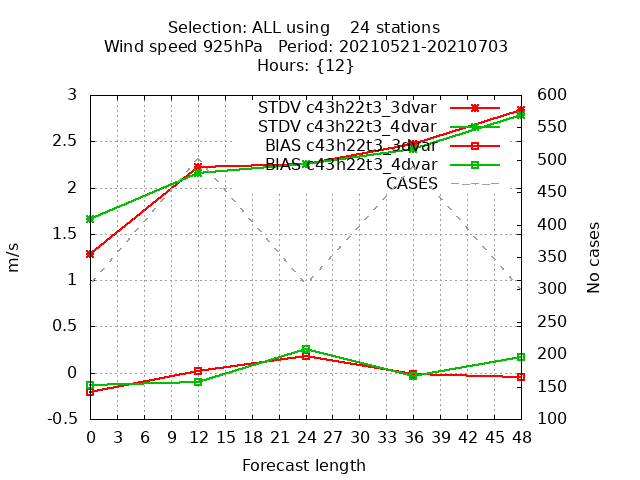 Selection: ALL using    24 stations
Wind speed 925hPa   Period: 20210521-20210703
Hours: {12}
3
2.5
2
1.5
1
0.5
0
-0.5
m/s
STDV c43h22t3_3dvar
STDV c43h22t3_4dvar
BIAS c43h22t3_3dvar
BIAS c43h22t3_4dvar
CASES
600
550
500
450
400
350
300
250
200
150
100
No cases
0 3 6 9 12 15 18 21 24 27 30 33 36 39 42 45 48
Forecast length